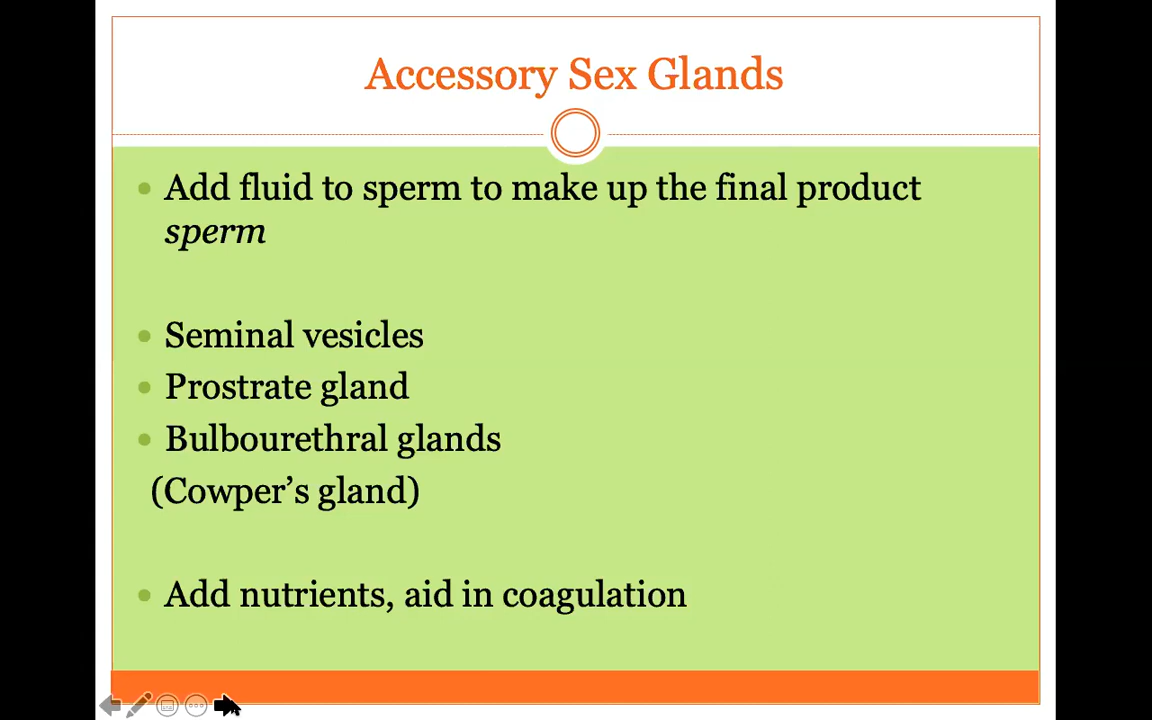 Accessory Sex Glands
Add fluid to sperm to make up the final product
sperm
Seminal vesicles
Prostrate gland
Bulbourethral glands
(Cowper’s gland)
Add nutrients, aid in coagulation